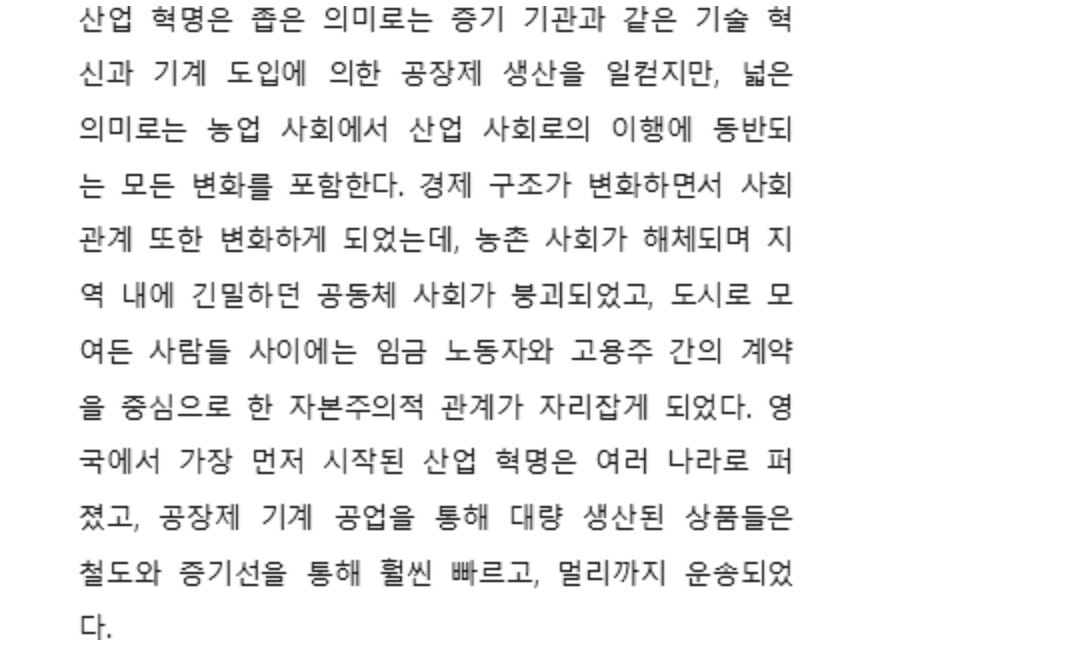 산업 혁명은 좁은 의미로는 증기 기관과 같은 기술 혁
신과 기계 도입에 의한 공장제 생산을 일컫지만, 넓은
의미로는 농업 사회에서 산업 사회로의 이행에 동반되
는 모든 변화를 포함한다. 경제 구조가 변화하면서 사회
관계 또한 변화하게 되었는데, 농촌 사회가 해체되며 지
역 내에 긴밀하던 공동체 사회가 붕괴되었고, 도시로 모
여든 사람들 사이에는 임금 노동자와 고용주 간의 계약
을 중심으로 한 자본주의적 관계가 자리잡게 되었다. 영
국에서 가장 먼저 시작된 산업 혁명은 여러 나라로 퍼
졌고, 공장제 기계 공업을 통해 대량 생산된 상품들은
철도와 증기선을 통해 훨씬 빠르고, 멀리까지 운송되었
다.